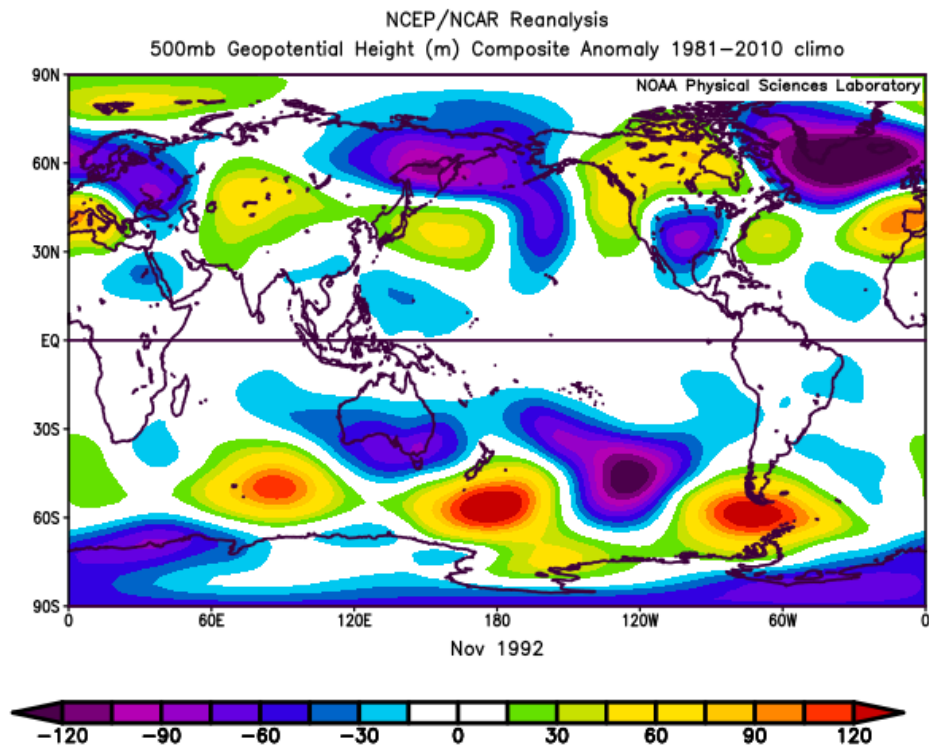 NCEP/NCAR Reanalysis
500mb Geopotential Height (m) Composite Anomaly 1981−2010 climo
NOAA Physical Sciences Laboratory
90N
60N
30N
EQ
30S
60S
90S
0 60E 120E 180 120W 60W 0
Nov 1992
−120 −90 −60 −30 0 30 60 90 120